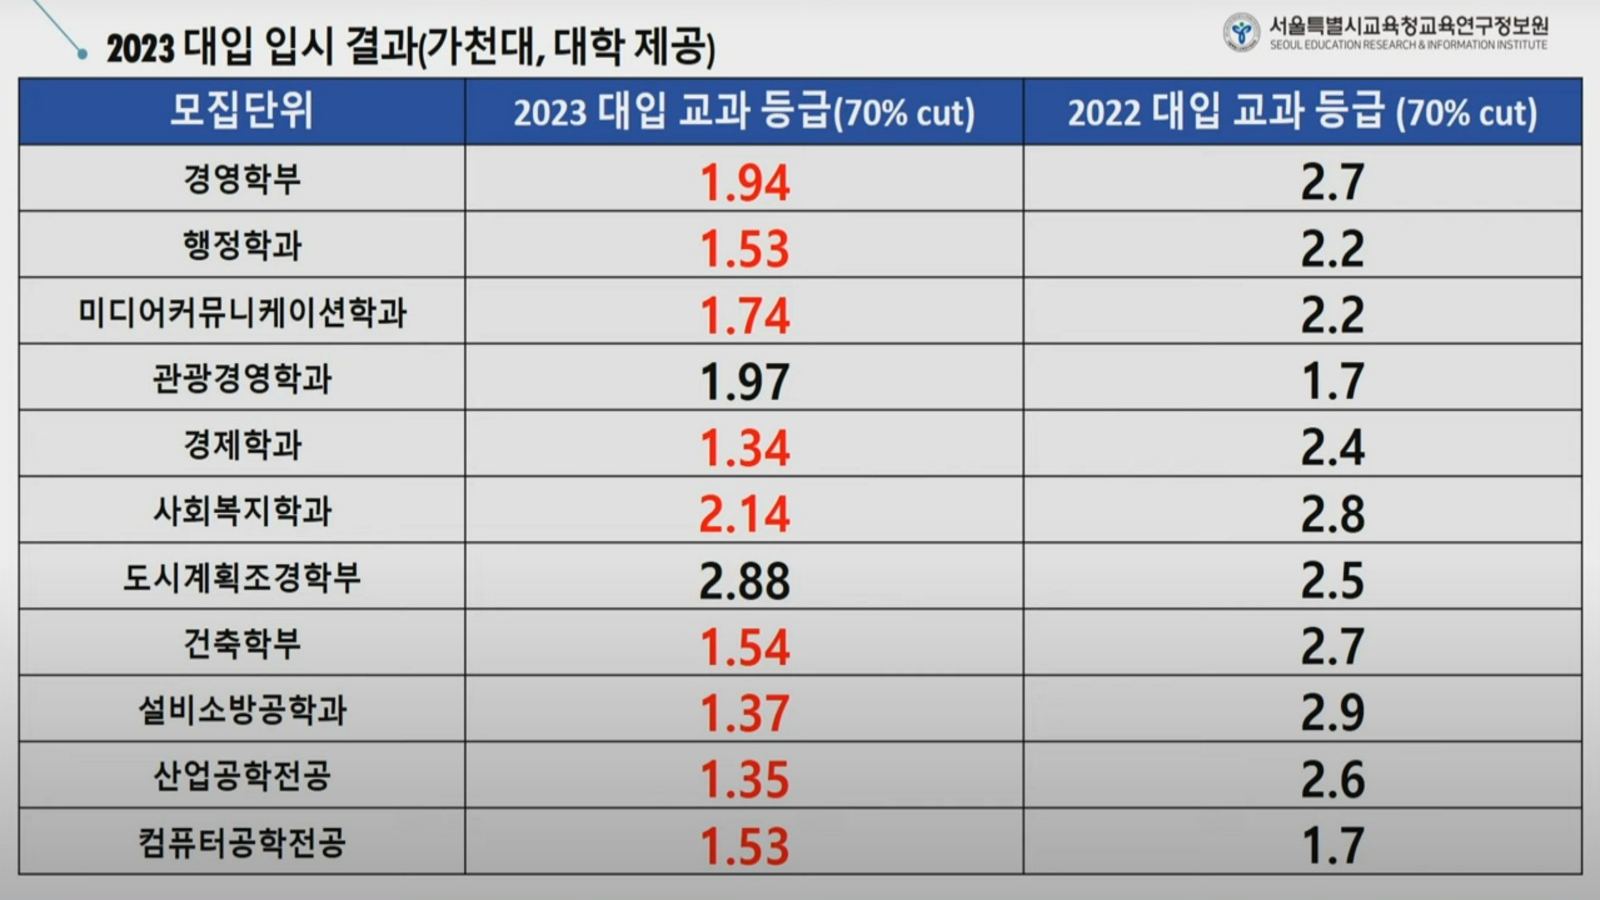 2023 대입 입시 결과(가천대, 대학 제공)
서울특별시교육청교육연구정보원
SEOUL EDUCATION RESEARCH & INFORMATION INSTITUTE
모집단위 2023 대입 교과 등급(70% cut) 2022 대입 교과 등급 (70% cut)
경영학부 1.94 2.7
행정학과 1.53 2.2
미디어커뮤니케이션학과 1.74 2.2
관광경영학과 1.97 1.7
경제학과 1.34 2.4
사회복지학과 2.14 2.8
도시계획조경학부 2.88 2.5
건축학부 1.54 2.7
설비소방공학과 1.37 2.9
산업공학전공 1.35 2.6
컴퓨터공학전공 1.53 1.7